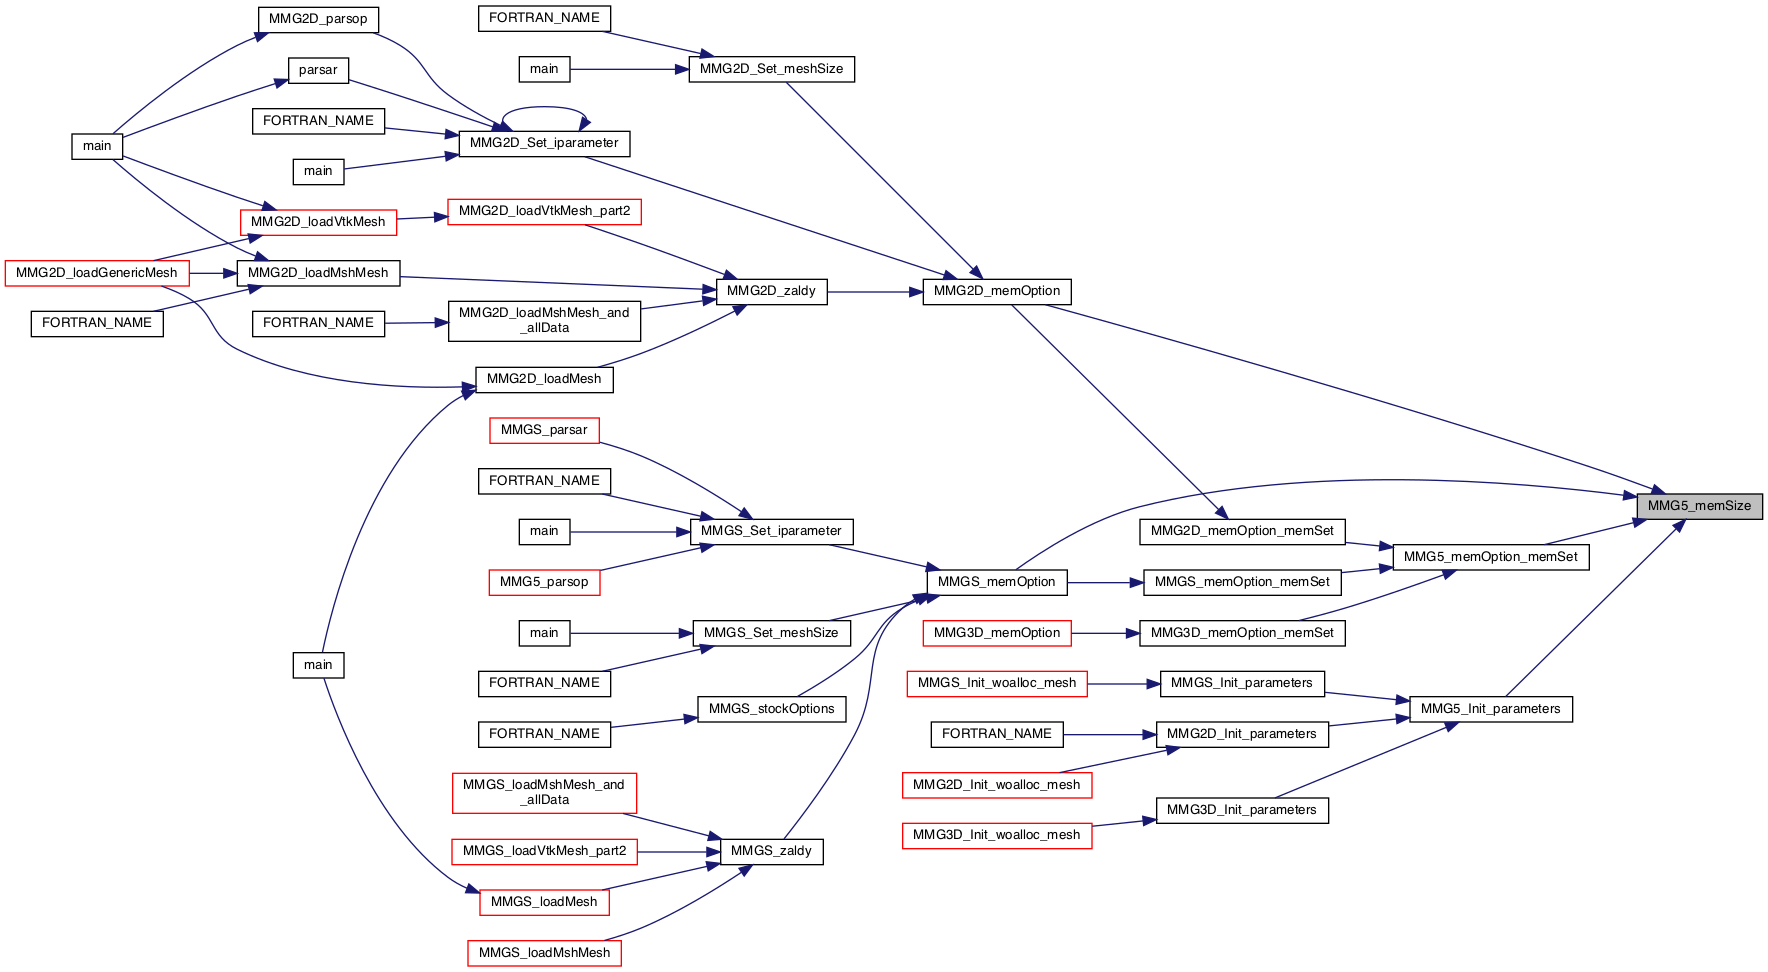 MMG2D_parsop
FORTRAN_NAME
parsar
main
MMG2D_Set_meshSize
FORTRAN_NAME
main
MMG2D_Set_iparameter
main
MMG2D_loadVtkMesh
MMG2D_loadVtkMesh_part2
MMG2D_loadGenericMesh
MMG2D_loadMshMesh
MMG2D_zaldy
MMG2D_memOption
FORTRAN_NAME
FORTRAN_NAME
MMG2D_loadMshMesh_and
_allData
MMG2D_loadMesh
MMGS_parsar
FORTRAN_NAME
main
MMGS_Set_iparameter
MMG2D_memOption_memSet
MMG5_memSize
MMG5_parsop
MMGS_memOption
MMGS_memOption_memSet
MMG5_memOption_memSet
main
MMGS_Set_meshSize
MMG3D_memOption
MMG3D_memOption_memSet
main
FORTRAN_NAME
MMGS_Init_woalloc_mesh
MMGS_Init_parameters
MMGS_stockOptions
MMG5_Init_parameters
FORTRAN_NAME
FORTRAN_NAME
MMG2D_Init_parameters
MMGS_loadMshMesh_and
_allData
MMG2D_Init_woalloc_mesh
MMG3D_Init_parameters
MMG3D_Init_woalloc_mesh
MMGS_loadVtkMesh_part2
MMGS_zaldy
MMGS_loadMesh
MMGS_loadMshMesh